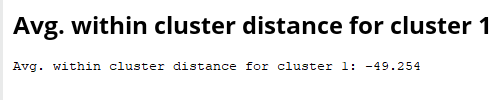 Avg. within cluster distance for cluster 1
Avg. within cluster distance for cluster 1: -49.254